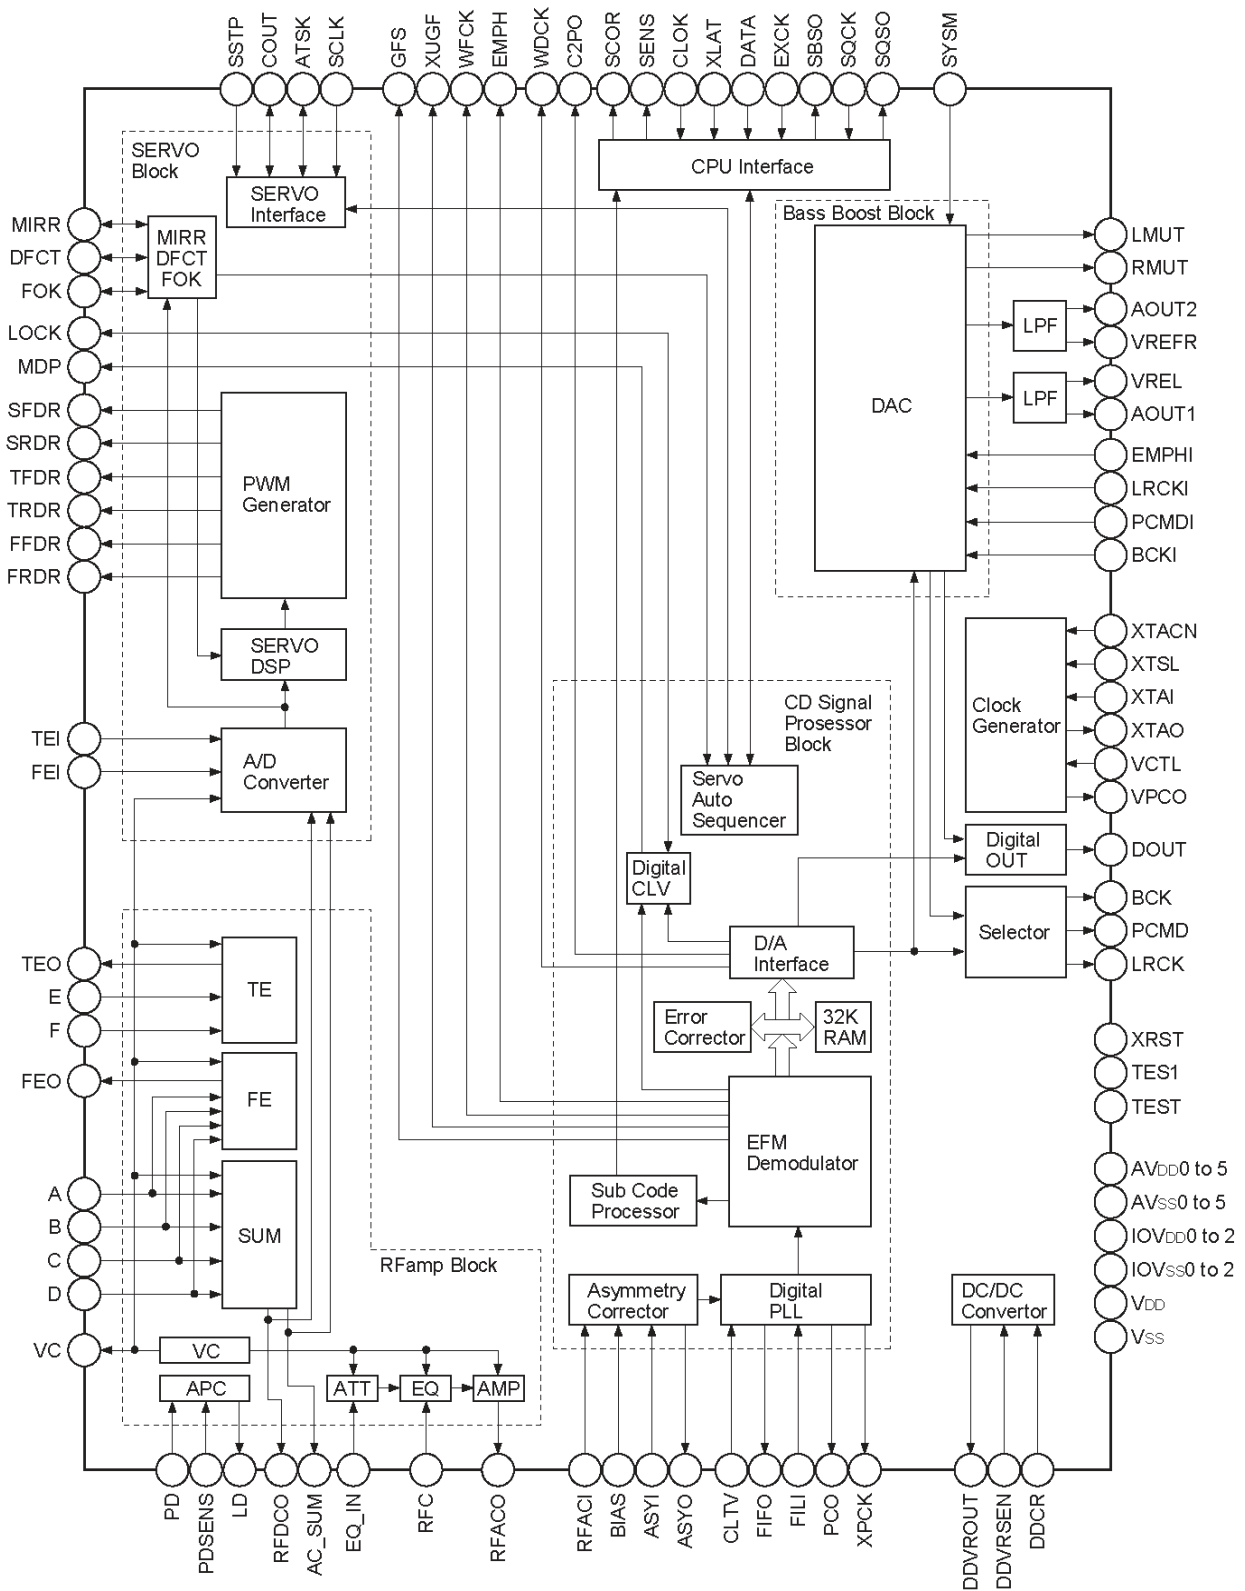 SSTP
COUT
ATSK
SCLK
GFS
XUGF
WFCK
EMPH
WDCK
C2PO
SCOR
SENS
CLOK
XLAT
DATA
EXCK
SBSO
SQCK
SQSO
SYSM
SERVO
Block
SERVO
Interface
CPU Interface
Bass Boost Block
MIRR
DFCT
FOK
LOCK
MDP
SFDR
SRDR
TFDR
TRDR
FFDR
FRDR
TEI
FEI
TEO
E
F
FEO
A
B
C
D
VC
MIRR
DFCT
FOK
PWM
Generator
SERVO
DSP
A/D
Converter
TE
FE
SUM
RFamp Block
VC
APC
ATT
EQ
AMP
CD Signal
Prosessor
Block
Servo
Auto
Sequencer
Digital
CLV
D/A
Interface
Error
Corrector
32K
RAM
EFM
Demodulator
Sub Code
Processor
Asymmetry
Corrector
Digital
PLL
DAC
LPF
LPF
Clock
Generator
Digital
OUT
Selector
DC/DC
Convertor
LMUT
RMUT
AOUT2
VREFR
VREL
AOUT1
EMPHI
LRCKI
PCMDI
BCKI
XTACN
XTSL
XTAI
XTAO
VCTL
VPCO
DOUT
BCK
PCMD
LRCK
XRST
TES1
TEST
AVDD0 to 5
AVSS0 to 5
IOVDD0 to 2
IOVSS0 to 2
VDD
VSS
PD
PDSENS
LD
RFDCO
AC_SUM
EQ_IN
RFC
RFACO
RFACI
BIAS
ASYI
ASYO
CLTV
FIFO
FILI
PCO
XPCK
DDVROUT
DDVRSEN
DDCR